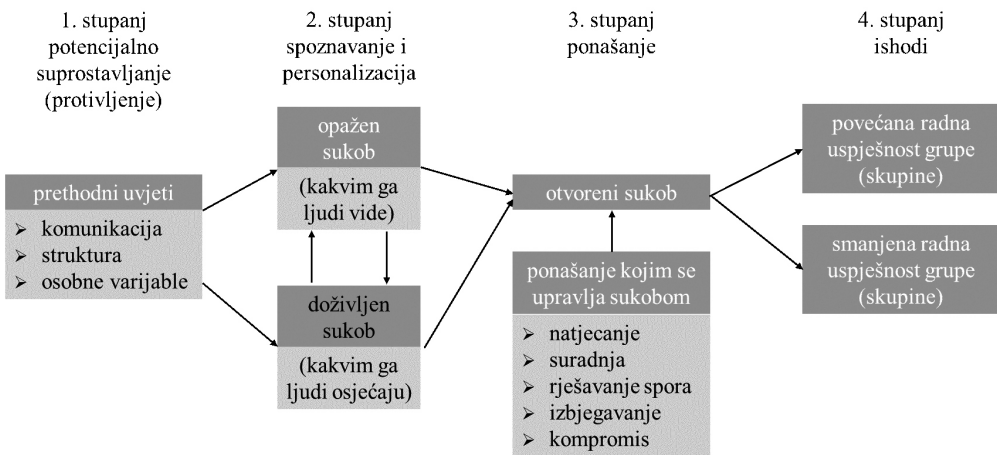 1. stupanj
potencijalno
suprostavljanje
(protivljenje)
2. stupanj
spoznavanje i
personalizacija
3. stupanj
ponašanje
4. stupanj
ishodi
prethodni uvjeti
➢ komunikacija
➢ struktura
➢ osobne varijable
opažen
sukob
(kakvim ga
ljudi vide)
doživljen
sukob
(kakvim ga
ljudi osjećaju)
otvoreni sukob
ponašanje kojim se
upravlja sukobom
➢ natjecanje
➢ suradnja
➢ rješavanje spora
➢ izbjegavanje
➢ kompromis
povećana radna
uspješnost grupe
(skupine)
smanjena radna
uspješnost grupe
(skupine)